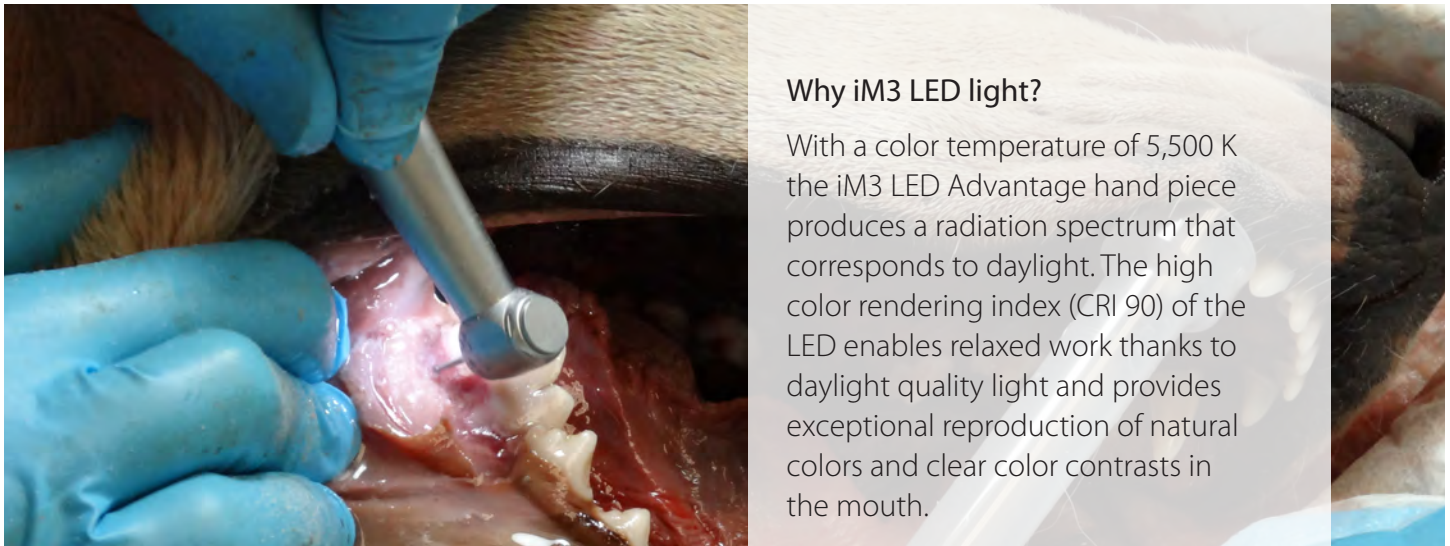 Why iM3 LED light?
With a color temperature of 5,500 K
the iM3 LED Advantage hand piece
produces a radiation spectrum that
corresponds to daylight. The high
color rendering index (CRI 90) of the
LED enables relaxed work thanks to
daylight quality light and provides
exceptional reproduction of natural
colors and clear color contrasts in
the mouth.